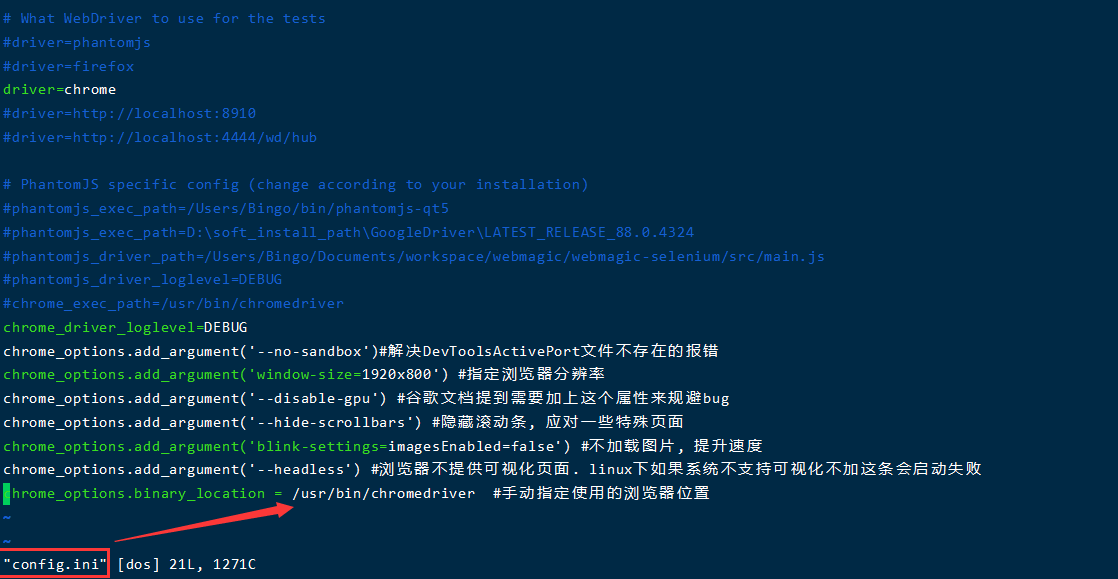 # What WebDriver to use for the tests
#driver=phantomjs
#driver=firefox
driver=chrome
#driver=http://localhost:8910
#driver=http://localhost:4444/wd/hub
# PhantomJS specific config (change according to your installation)
#phantomjs_exec_path=/Users/Bingo/bin/phantomjs-qt5
#phantomjs_exec_path=D:\soft_install_path\GoogleDriver\LATEST_RELEASE_88.0.4324
#phantomjs_driver_path=/Users/Bingo/Documents/workspace/webmagic/webmagic-selenium/src/main.js
#phantomjs_driver_loglevel=DEBUG
#chrome_exec_path=/usr/bin/chromedriver
chrome_driver_loglevel=DEBUG
chrome_options.add_argument('--no-sandbox')#解决DevToolsActivePort文件不存在的报错
chrome_options.add_argument('window-size=1920x800') #指定浏览器分辨率
chrome_options.add_argument('--disable-gpu') #谷歌文档提到需要加上这个属性来规避bug
chrome_options.add_argument('--hide-scrollbars') #隐藏滚动条, 应对一些特殊页面
chrome_options.add_argument('blink-settings=imagesEnabled=false') #不加载图片, 提升速度
chrome_options.add_argument('--headless') #浏览器不提供可视化页面. linux下如果系统不支持可视化不加这条会启动失败
chrome_options.binary_location = /usr/bin/chromedriver  #手动指定使用的浏览器位置
~
~
"config.ini" [dos] 21L, 1271C